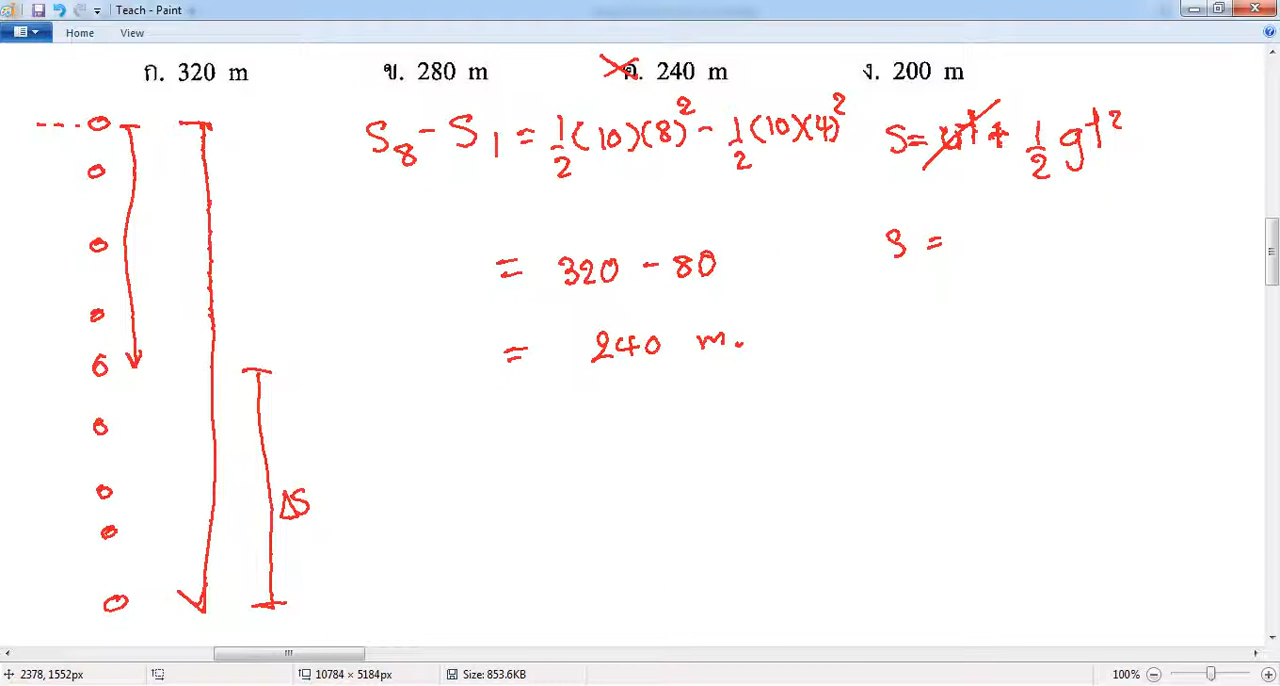 Teach - Paint
Home View
ก. 320 m ข. 280 m ค. 240 m ง. 200 m
S₈ - S₁ = 1/2 (10)(8)² - 1/2 (10)(4)² S = ut + 1/2 gt²
= 320 - 80 S =
= 240 m.
ΔS
2378, 1552px 10784 × 5184px Size: 853.6KB 100%